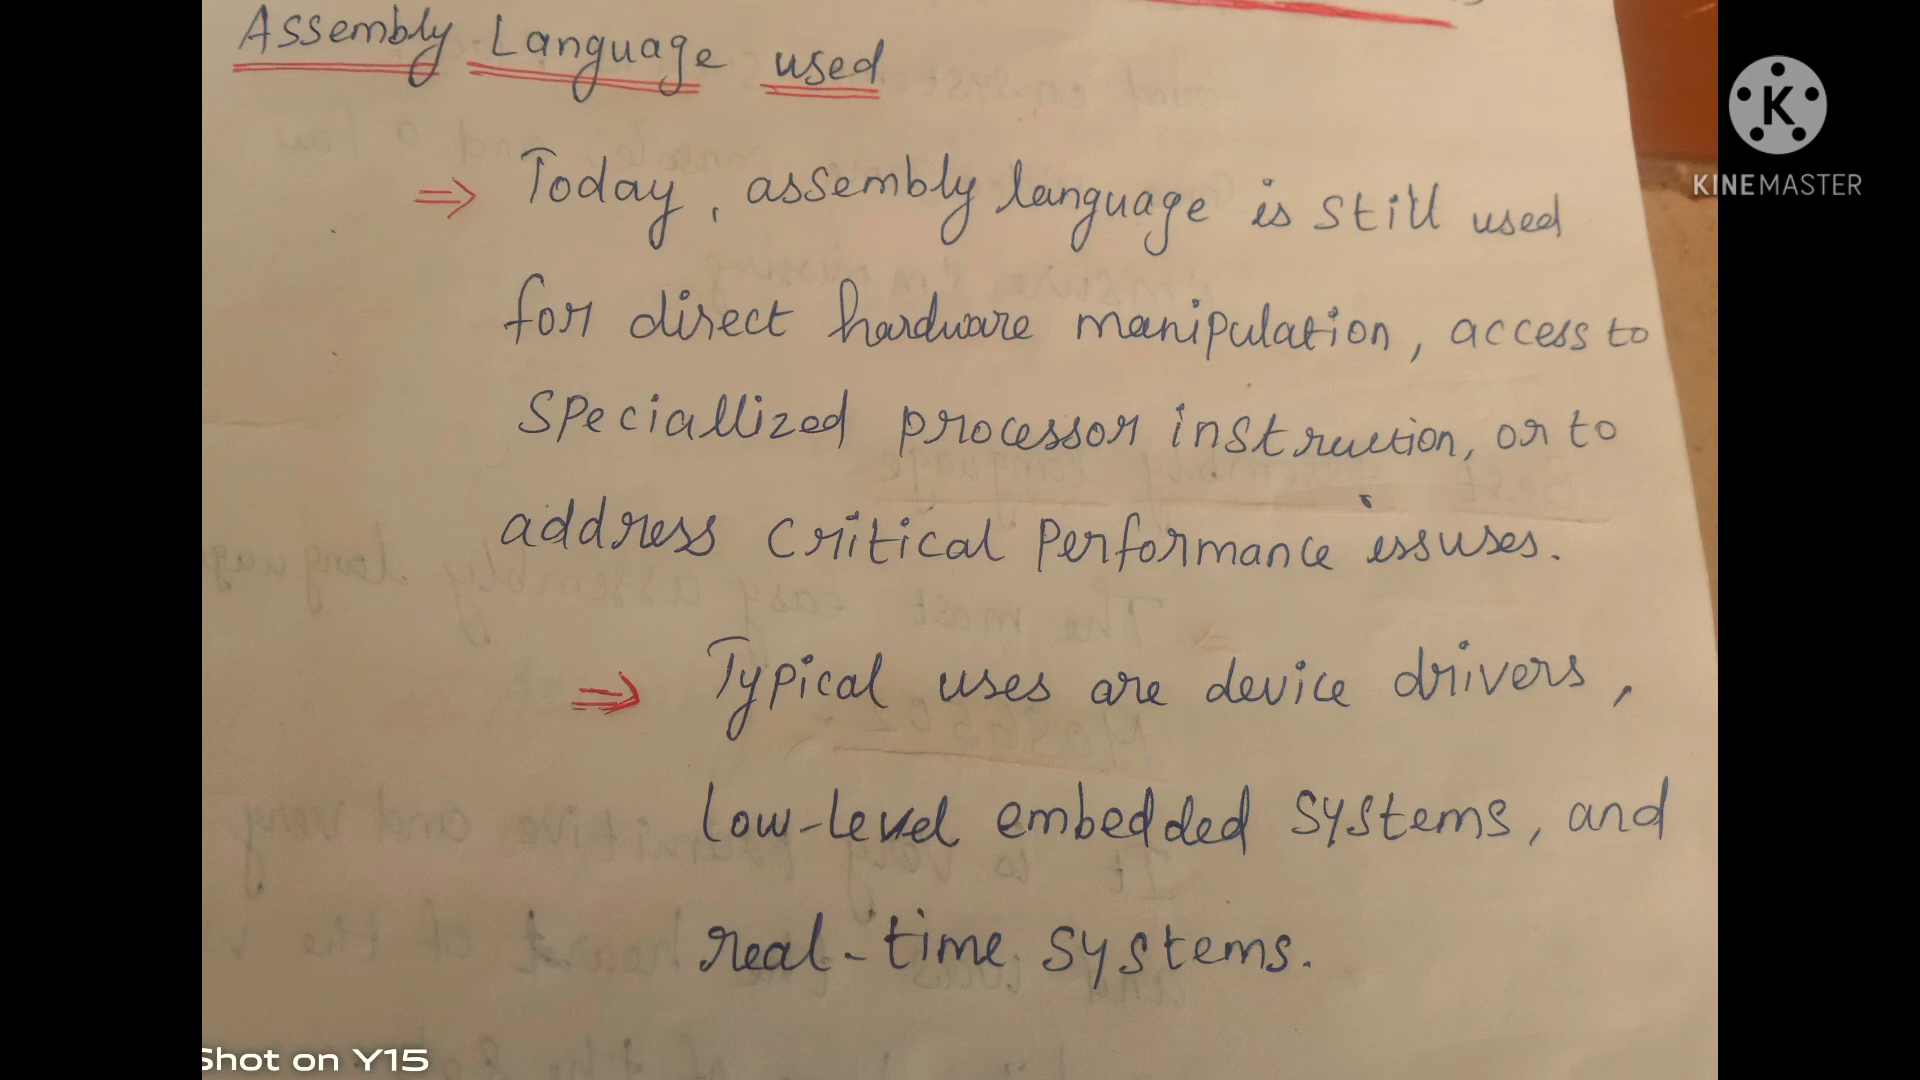 Assembly Language used
⇒ Today, assembly language is still used
for direct hardware manipulation, access to
speciallized processor instruction, or to
address critical performance issuses.
⇒ Typical uses are device drivers,
low-level embedded systems, and
real-time systems.
K
KINEMASTER
Shot on Y15